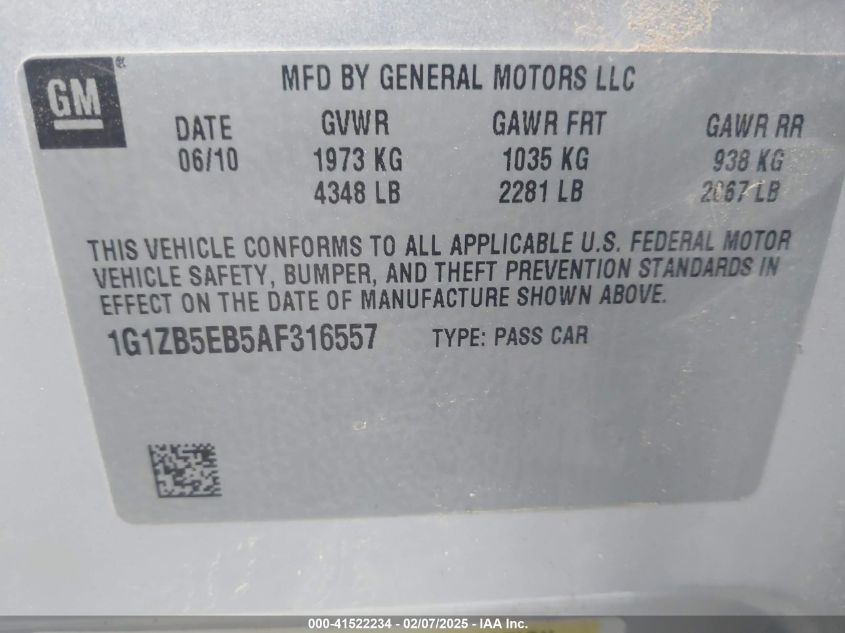 GM
MFD BY GENERAL MOTORS LLC
DATE GVWR GAWR FRT GAWR RR
06/10 1973 KG 1035 KG 938 KG
4348 LB 2281 LB 2067 LB
THIS VEHICLE CONFORMS TO ALL APPLICABLE U.S. FEDERAL MOTOR
VEHICLE SAFETY, BUMPER, AND THEFT PREVENTION STANDARDS IN
EFFECT ON THE DATE OF MANUFACTURE SHOWN ABOVE.
1G1ZB5EB5AF316557 TYPE: PASS CAR
000-41522234 - 02/07/2025 - IAA Inc.